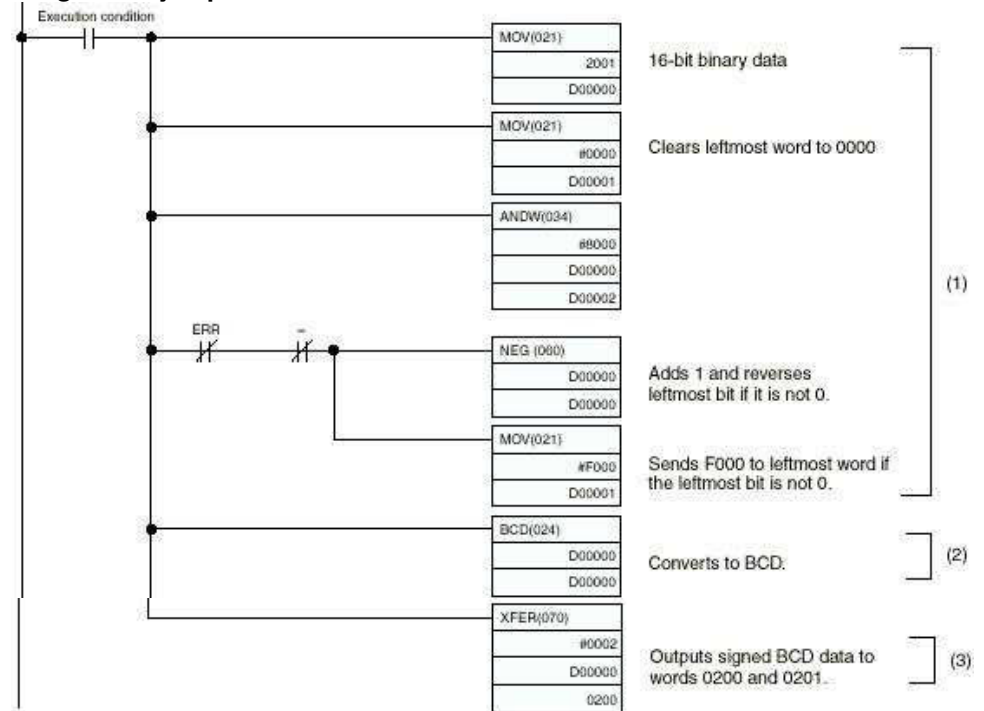 Execution condition
MOV(021)
2001
D00000
16-bit binary data
MOV(021)
#0000
D00001
Clears leftmost word to 0000
ANDW(034)
#8000
D00000
D00002
(1)
ERR
–
NEG (060)
D00000
D00000
Adds 1 and reverses
leftmost bit if it is not 0.
MOV(021)
#F000
D00001
Sends F000 to leftmost word if
the leftmost bit is not 0.
BCD(024)
D00000
D00000
Converts to BCD.
(2)
XFER(070)
#0002
D00000
0200
Outputs signed BCD data to
words 0200 and 0201.
(3)